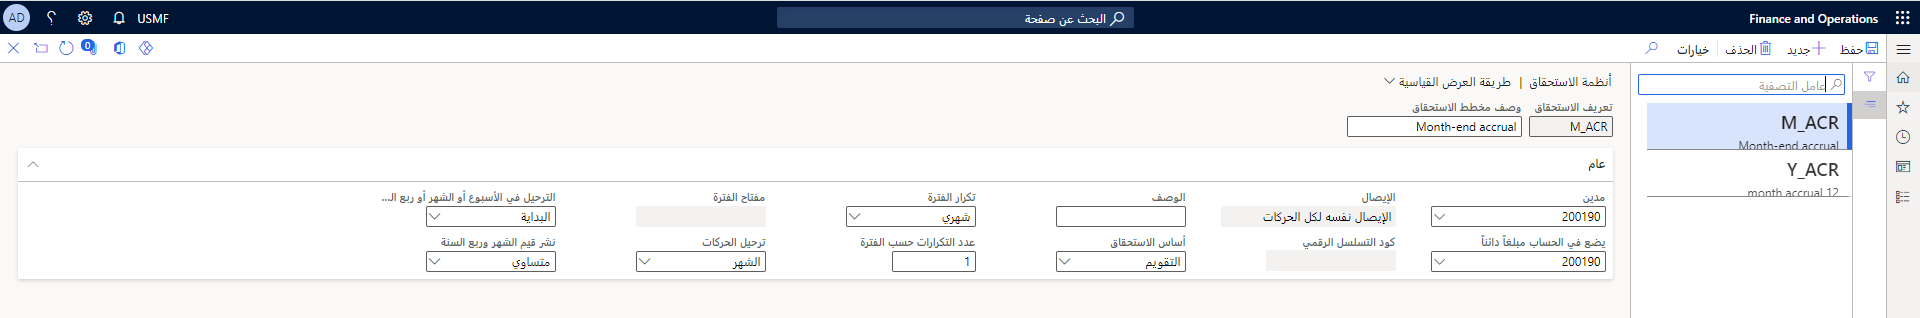 Finance and Operations
البحث عن صفحة
USMF
؟
AD
حفظ
جديد
الحذف
خيارات
0
عامل التصفية
M_ACR
Month-end accrual
Y_ACR
month accrual 12
أنظمة الاستحقاق | طريقة العرض القياسية
تعريف الاستحقاق
وصف مخطط الاستحقاق
M_ACR
Month-end accrual
عام
مدين
الإيصال
الوصف
تكرار الفترة
مفتاح الفترة
الترحيل في الأسبوع أو الشهر أو ربع الـ...
200190
الإيصال نفسه لكل الحركات
شهري
البداية
يضع في الحساب مبلغاً دائناً
كود التسلسل الرقمي
أساس الاستحقاق
عدد التكرارات حسب الفترة
ترحيل الحركات
نشر قيم الشهر وربع السنة
200190
التقويم
1
الشهر
متساوي